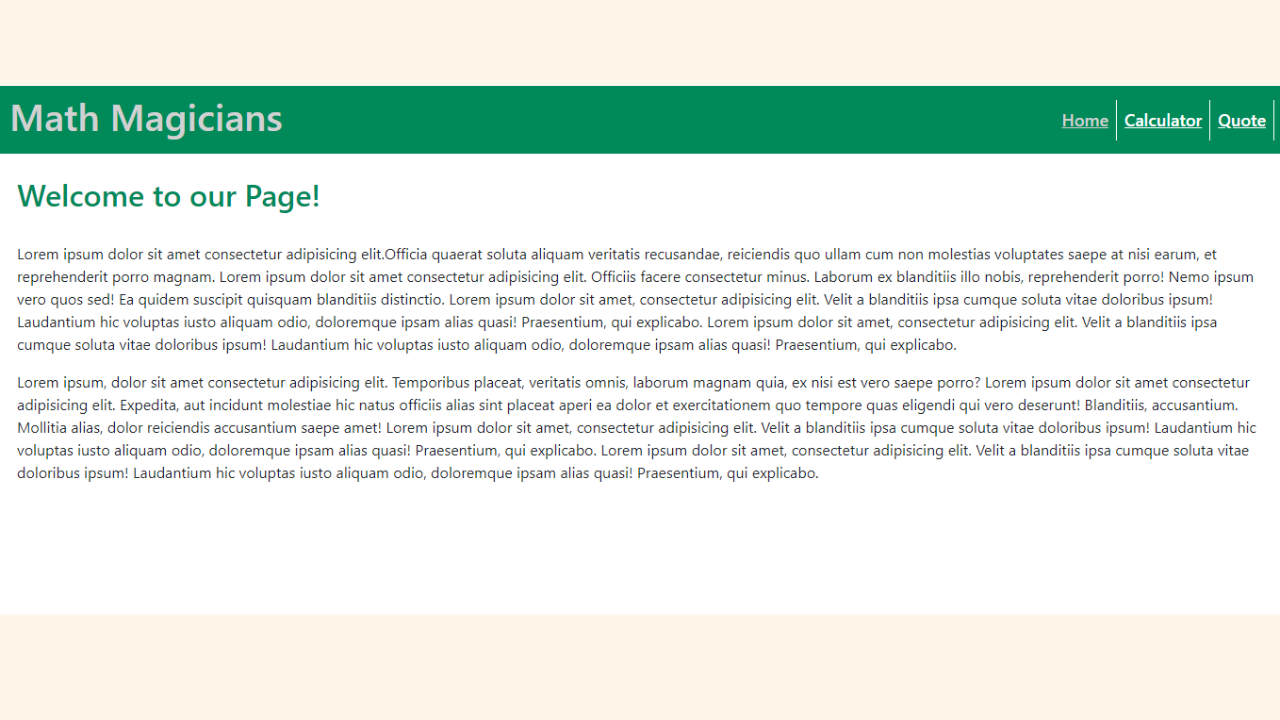 Math Magicians
Home
Calculator
Quote
Welcome to our Page!
Lorem ipsum dolor sit amet consectetur adipisicing elit.Officia quaerat soluta aliquam veritatis recusandae, reiciendis quo ullam cum non molestias voluptates saepe at nisi earum, et
reprehenderit porro magnam. Lorem ipsum dolor sit amet consectetur adipisicing elit. Officiis facere consectetur minus. Laborum ex blanditiis illo nobis, reprehenderit porro! Nemo ipsum
vero quos sed! Ea quidem suscipit quisquam blanditiis distinctio. Lorem ipsum dolor sit amet, consectetur adipisicing elit. Velit a blanditiis ipsa cumque soluta vitae doloribus ipsum!
Laudantium hic voluptas iusto aliquam odio, doloremque ipsam alias quasi! Praesentium, qui explicabo. Lorem ipsum dolor sit amet, consectetur adipisicing elit. Velit a blanditiis ipsa
cumque soluta vitae doloribus ipsum! Laudantium hic voluptas iusto aliquam odio, doloremque ipsam alias quasi! Praesentium, qui explicabo.
Lorem ipsum, dolor sit amet consectetur adipisicing elit. Temporibus placeat, veritatis omnis, laborum magnam quia, ex nisi est vero saepe porro? Lorem ipsum dolor sit amet consectetur
adipisicing elit. Expedita, aut incidunt molestiae hic natus officiis alias sint placeat aperi ea dolor et exercitationem quo tempore quas eligendi qui vero deserunt! Blanditiis, accusantium.
Mollitia alias, dolor reiciendis accusantium saepe amet! Lorem ipsum dolor sit amet, consectetur adipisicing elit. Velit a blanditiis ipsa cumque soluta vitae doloribus ipsum! Laudantium hic
voluptas iusto aliquam odio, doloremque ipsam alias quasi! Praesentium, qui explicabo. Lorem ipsum dolor sit amet, consectetur adipisicing elit. Velit a blanditiis ipsa cumque soluta vitae
doloribus ipsum! Laudantium hic voluptas iusto aliquam odio, doloremque ipsam alias quasi! Praesentium, qui explicabo.